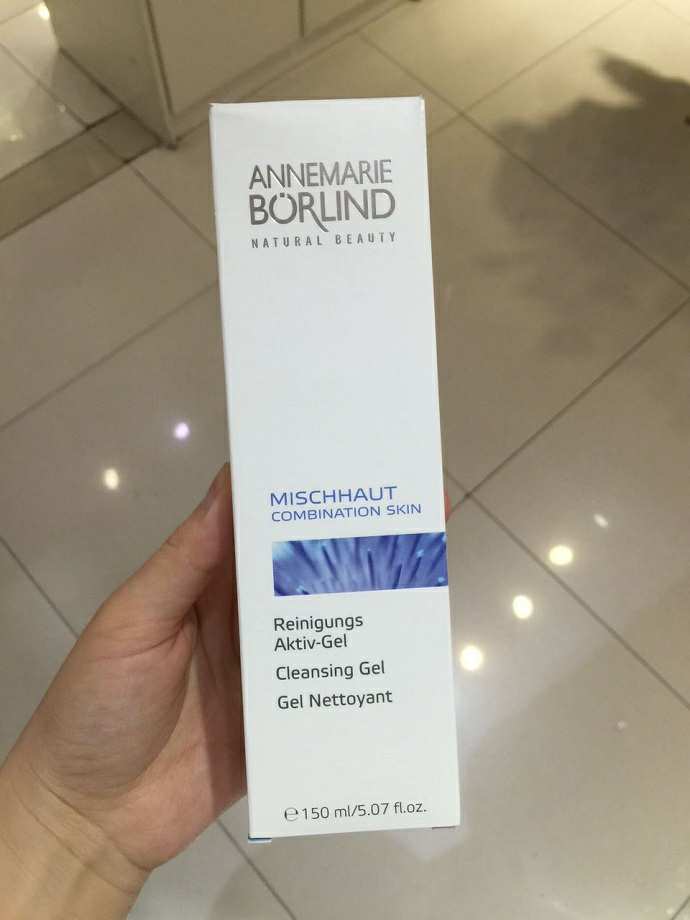 ANNEMARIE
BÖRLIND
NATURAL BEAUTY
MISCHHAUT
COMBINATION SKIN
Reinigungs
Aktiv-Gel
Cleansing Gel
Gel Nettoyant
℮ 150 ml/5.07 fl.oz.